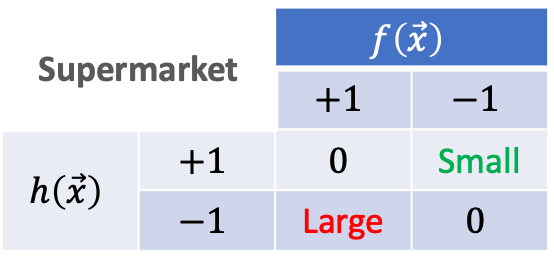 Supermarket
f(x⃗)
+1 −1
h(x⃗)
+1 0 Small
−1 Large 0